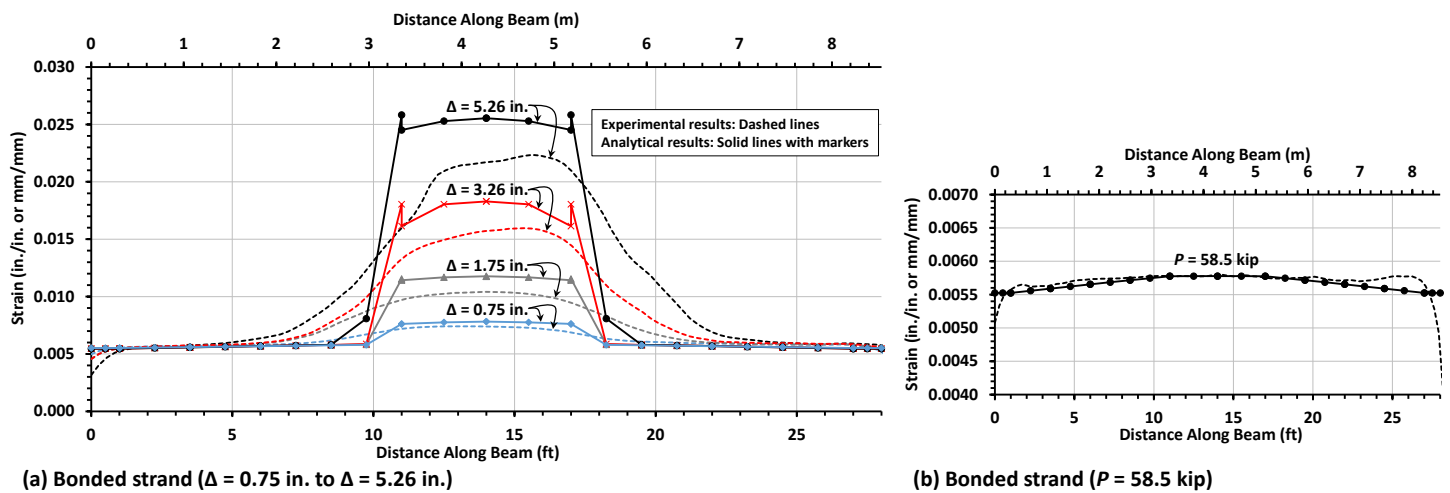 Distance Along Beam (m)
0 1 2 3 4 5 6 7 8
0.030
0.025
0.020
0.015
0.010
0.005
0.000
Strain (in./in. or mm/mm)
Δ = 5.26 in.
Experimental results: Dashed lines
Analytical results: Solid lines with markers
Δ = 3.26 in.
Δ = 1.75 in.
Δ = 0.75 in.
0 5 10 15 20 25
Distance Along Beam (ft)
(a) Bonded strand (Δ = 0.75 in. to Δ = 5.26 in.)
Distance Along Beam (m)
0 1 2 3 4 5 6 7 8
0.0070
0.0065
0.0060
0.0055
0.0050
0.0045
0.0040
Strain (in./in. or mm/mm)
P = 58.5 kip
0 5 10 15 20 25
Distance Along Beam (ft)
(b) Bonded strand (P = 58.5 kip)